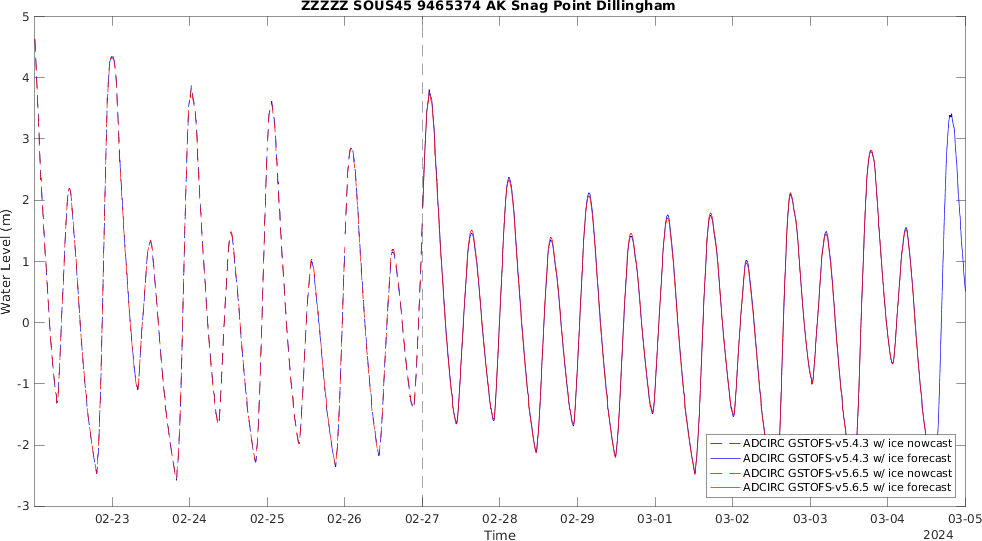 ZZZZZ SOUS45 9465374 AK Snag Point Dillingham
5
4
3
2
1
0
-1
-2
-3
Water Level (m)
ADCIRC GSTOFS-v5.4.3 w/ ice nowcast
ADCIRC GSTOFS-v5.4.3 w/ ice forecast
ADCIRC GSTOFS-v5.6.5 w/ ice nowcast
ADCIRC GSTOFS-v5.6.5 w/ ice forecast
02-23 02-24 02-25 02-26 02-27 02-28 02-29 03-01 03-02 03-03 03-04 03-05
Time
2024